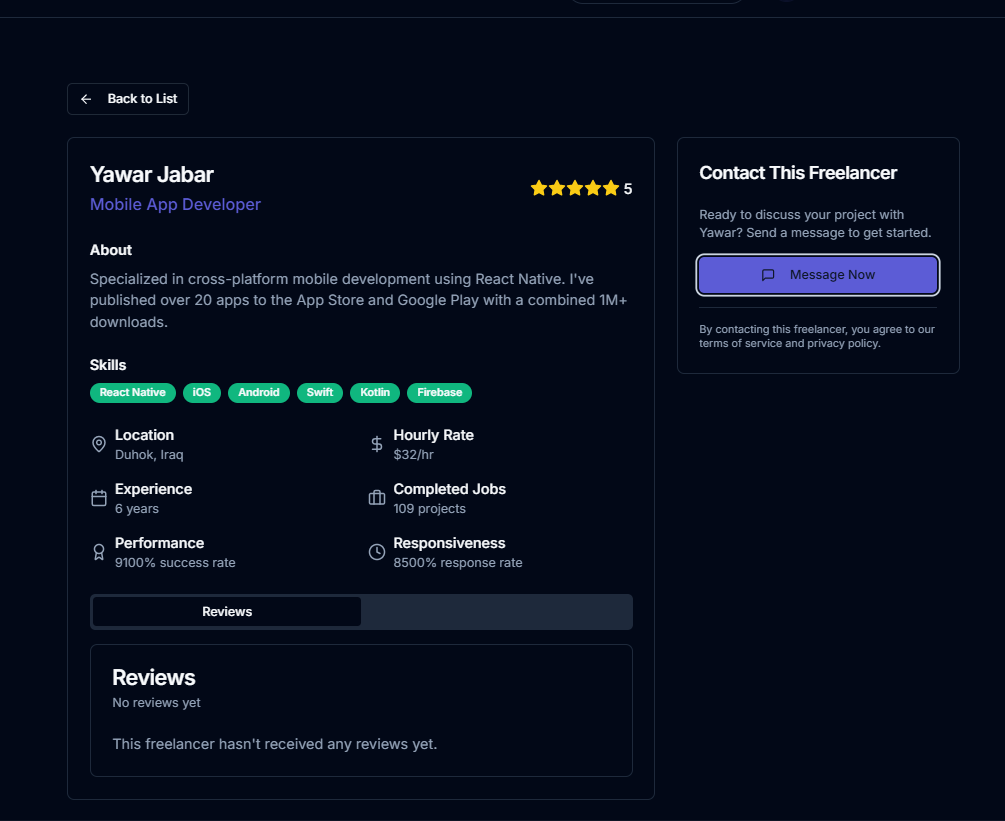 Back to List
Yawar Jabar
Mobile App Developer
5
About
Specialized in cross-platform mobile development using React Native. I've
published over 20 apps to the App Store and Google Play with a combined 1M+
downloads.
Skills
React Native
iOS
Android
Swift
Kotlin
Firebase
Location
Duhok, Iraq
Hourly Rate
$32/hr
Experience
6 years
Completed Jobs
109 projects
Performance
9100% success rate
Responsiveness
8500% response rate
Reviews
Reviews
No reviews yet
This freelancer hasn't received any reviews yet.
Contact This Freelancer
Ready to discuss your project with
Yawar? Send a message to get started.
Message Now
By contacting this freelancer, you agree to our
terms of service and privacy policy.